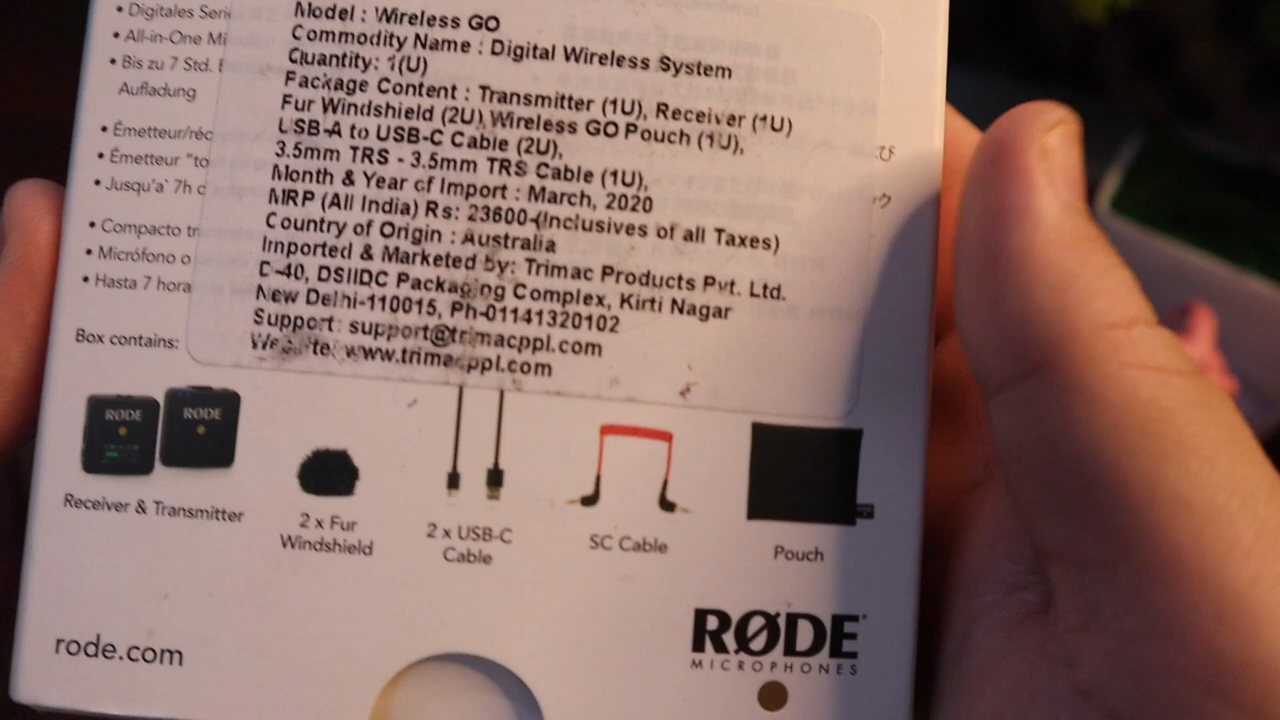 • Digitales
• All-in-One
• Bis zu 7 Std.
Aufladung
• Émetteur/réc
• Émetteur "to
• Jusqu'a` 7h
• Compacto
• Micrófono o
• Hasta 7 hora
Model : Wireless GO
Commodity Name : Digital Wireless System
Quantity: 1(U)
Package Content : Transmitter (1U), Receiver (1U)
Fur Windshield (2U), Wireless GO Pouch (1U),
USB-A to USB-C Cable (2U),
3.5mm TRS - 3.5mm TRS Cable (1U),
Month & Year of Import : March, 2020
MRP (All India) Rs: 23600-(Inclusives of all Taxes)
Country of Origin : Australia
Imported & Marketed by: Trimac Products Pvt. Ltd.
C-40, DSIIDC Packaging Complex, Kirti Nagar
New Delhi-110015, Ph-01141320102
Support: support@trimacppl.com
Website: www.trimacppl.com
Box contains:
RØDE
RØDE
Receiver & Transmitter
2 x Fur
Windshield
2 x USB-C
Cable
SC Cable
Pouch
rode.com
RØDE
MICROPHONES